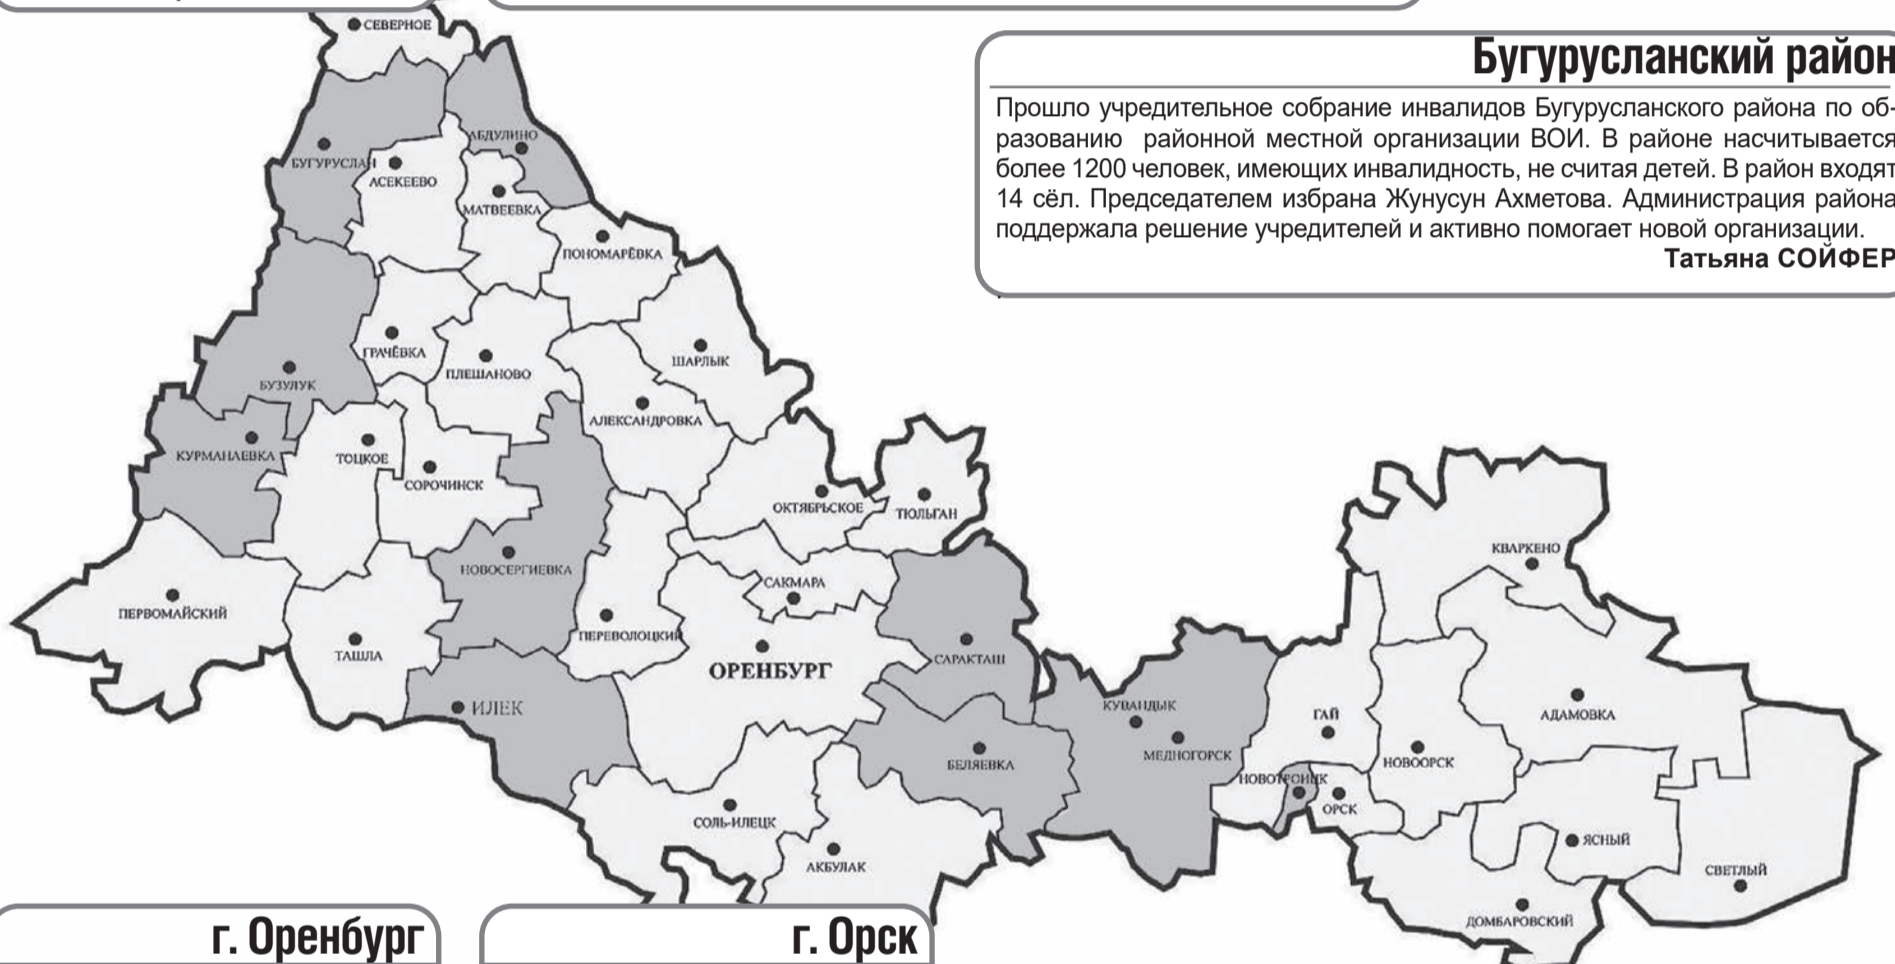 СЕВЕРНОЕ
Бугурусланский район
Прошло учредительное собрание инвалидов Бугурусланского района по об-
разованию районной местной организации ВОИ. В районе насчитывается
более 1200 человек, имеющих инвалидность, не считая детей. В район входят
14 сёл. Председателем избрана Жунусун Ахметова. Администрация района
поддержала решение учредителей и активно помогает новой организации.
Татьяна СОЙФЕР
АБДУЛИНО
БУГУРУСЛАН
АСЕКЕЕВО
МАТВЕЕВКА
ПОНОМАРЁВКА
ГРАЧЁВКА
ШАРЛЫК
ПЛЕШАНОВО
БУЗУЛУК
АЛЕКСАНДРОВКА
КУРМАНАЕВКА
ТОЦКОЕ
СОРОЧИНСК
ОКТЯБРЬСКОЕ
ТЮЛЬГАН
КВАРКЕНО
НОВОСЕРГИЕВКА
САКМАРА
ПЕРВОМАЙСКИЙ
ПЕРЕВОЛОЦКИЙ
ТАШЛА
ОРЕНБУРГ
САРАКТАШ
ИЛЕК
КУВАНДЫК
ГАЙ
АДАМОВКА
МЕДНОГОРСК
БЕЛЯЕВКА
НОВООРСК
НОВОТРОИЦК
ОРСК
СОЛЬ-ИЛЕЦК
ЯСНЫЙ
АКБУЛАК
СВЕТЛЫЙ
ДОМБАРОВСКИЙ
г. Оренбург
г. Орск